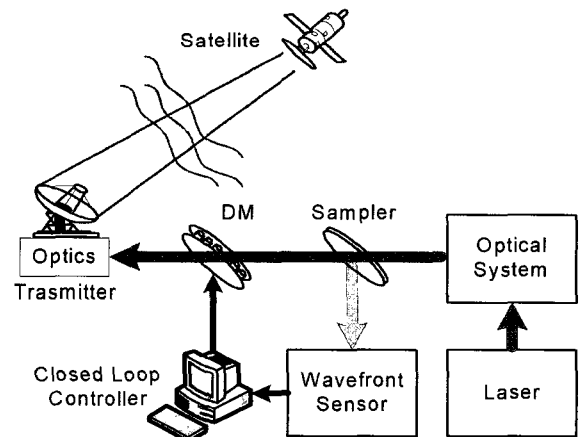 Satellite
DM
Sampler
Optics
Trasmitter
Optical
System
Closed Loop
Controller
Wavefront
Sensor
Laser